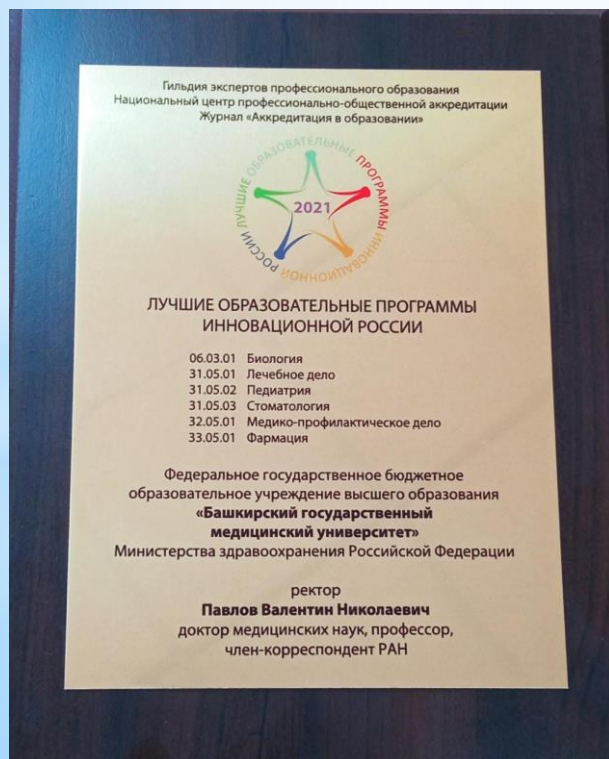 Гильдия экспертов профессионального образования
Национальный центр профессионально-общественной аккредитации
Журнал «Аккредитация в образовании»
ЛУЧШИЕ ОБРАЗОВАТЕЛЬНЫЕ ПРОГРАММЫ ИННОВАЦИОННОЙ РОССИИ
2021
ЛУЧШИЕ ОБРАЗОВАТЕЛЬНЫЕ ПРОГРАММЫ
ИННОВАЦИОННОЙ РОССИИ
06.03.01 Биология
31.05.01 Лечебное дело
31.05.02 Педиатрия
31.05.03 Стоматология
32.05.01 Медико-профилактическое дело
33.05.01 Фармация
Федеральное государственное бюджетное
образовательное учреждение высшего образования
«Башкирский государственный
медицинский университет»
Министерства здравоохранения Российской Федерации
ректор
Павлов Валентин Николаевич
доктор медицинских наук, профессор,
член-корреспондент РАН